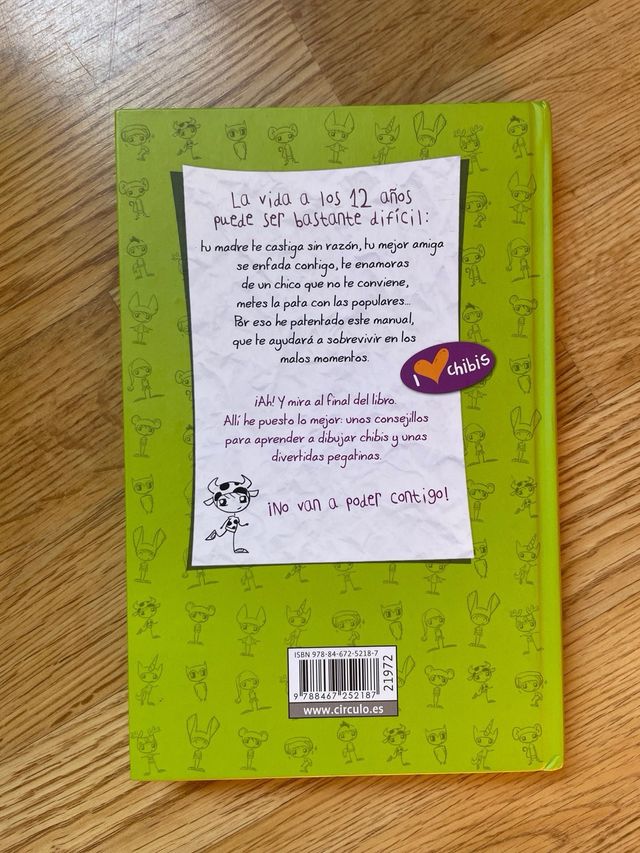 La vida a los 12 años
puede ser bastante difícil:
tu madre te castiga sin razón, tu mejor amiga
se enfada contigo, te enamoras
de un chico que no te conviene,
metes la pata con las populares...
Por eso he patentado este manual,
que te ayudará a sobrevivir en los
malos momentos.
I chibis
¡Ah! Y mira al final del libro.
Allí he puesto lo mejor: unos consejillos
para aprender a dibujar chibis y unas
divertidas pegatinas.
¡No van a poder contigo!
ISBN 978-84-672-5218-7
9 788467 252187
21972
www.circulo.es